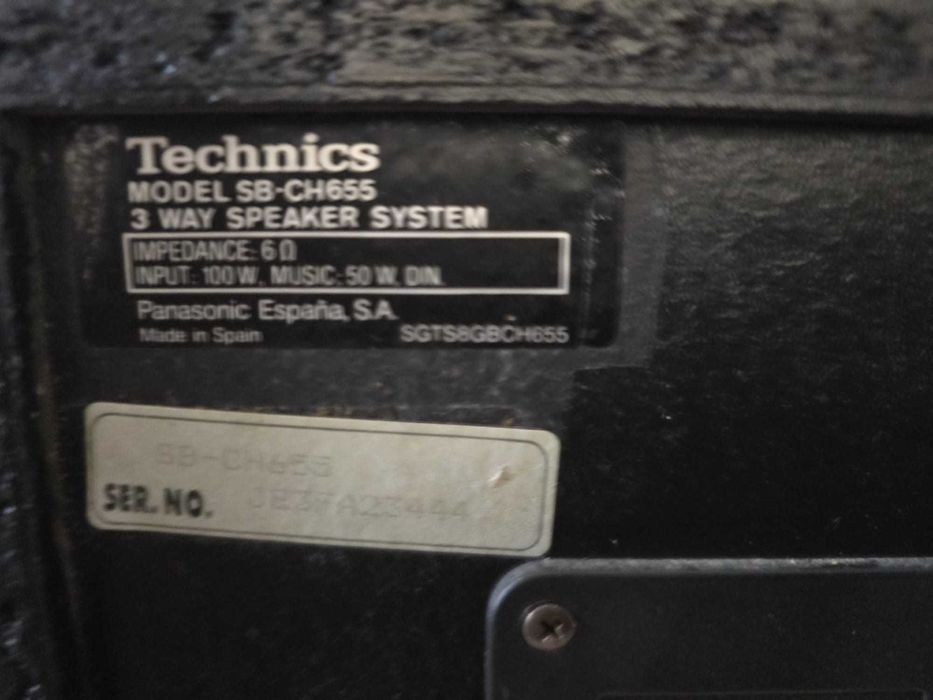 Technics
MODEL SB-CH655
3 WAY SPEAKER SYSTEM
IMPEDANCE: 6 Ω
INPUT: 100 W. MUSIC: 50 W. DIN.
Panasonic España, S.A.
Made in Spain SGTS8GBCH655
SB-CH655
SER. NO.